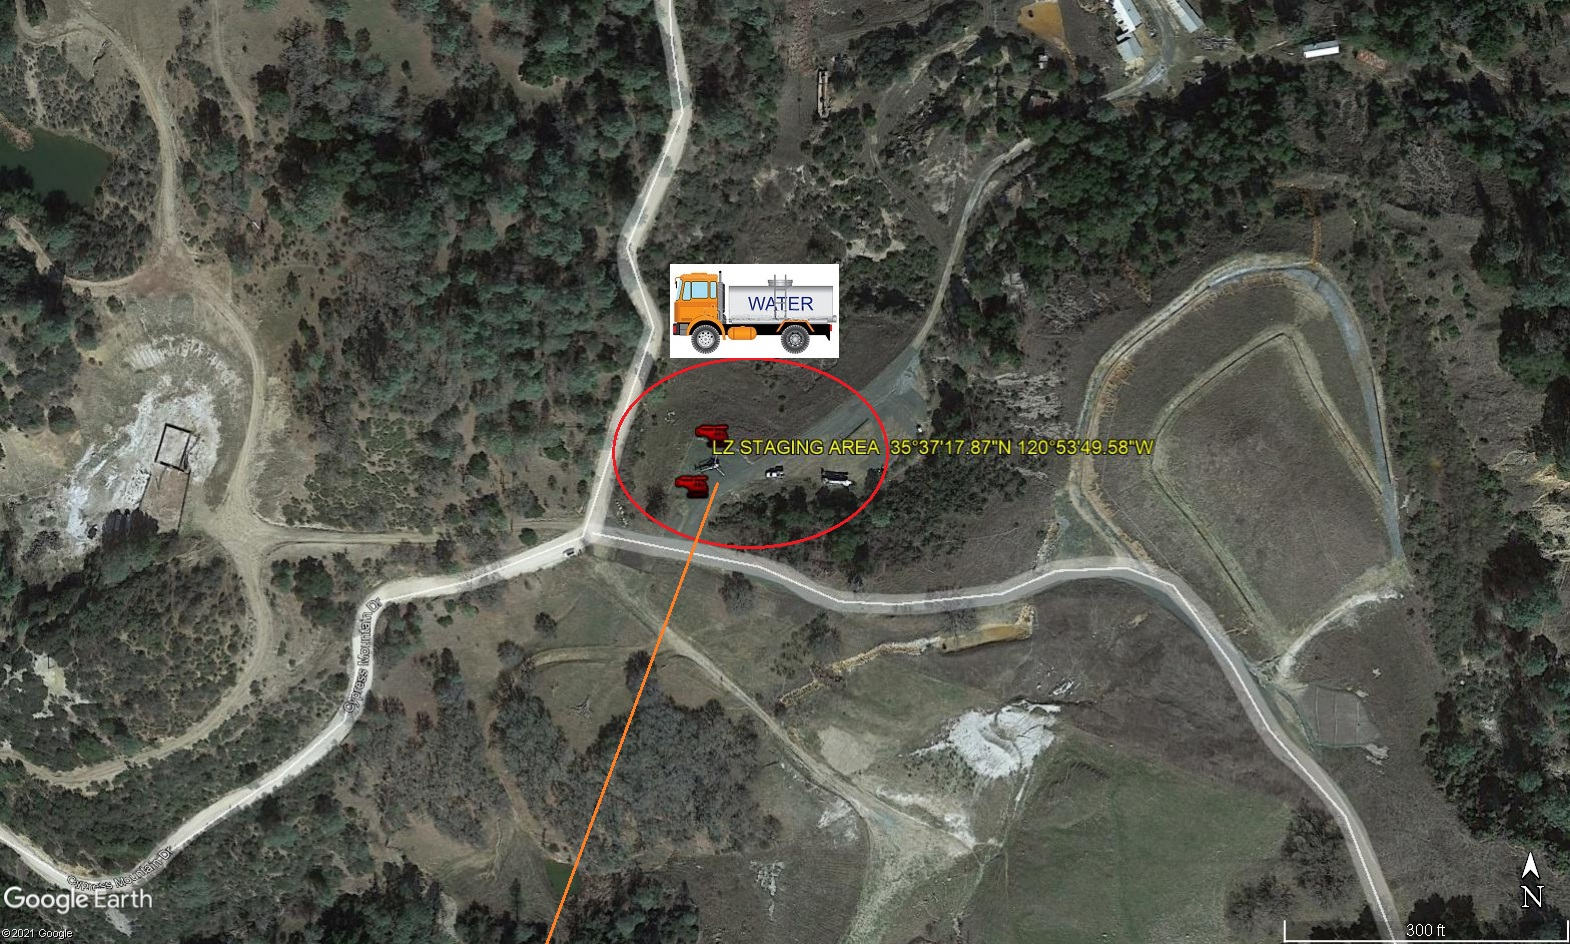 WATER
LZ STAGING AREA  35°37'17.87"N 120°53'49.58"W
Cypress Mountain Dr
Cypress Mountain Dr
Google Earth
©2021 Google
N
300 ft